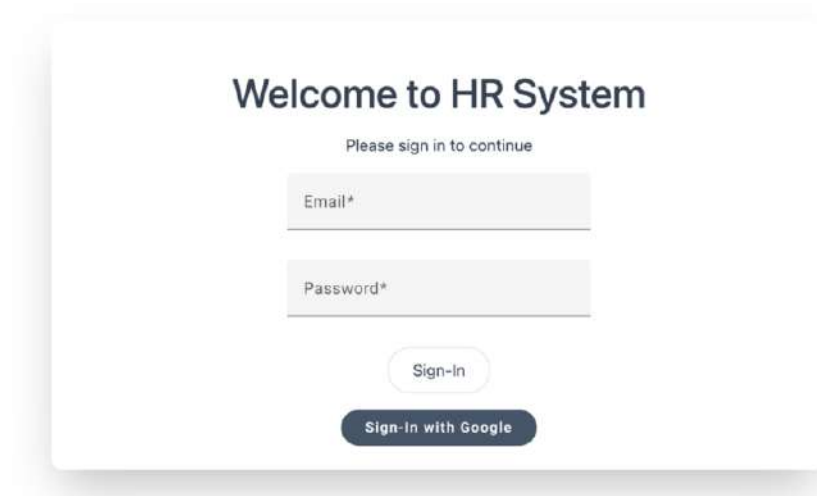 Welcome to HR System
Please sign in to continue
Email*
Password*
Sign-In
Sign-In with Google